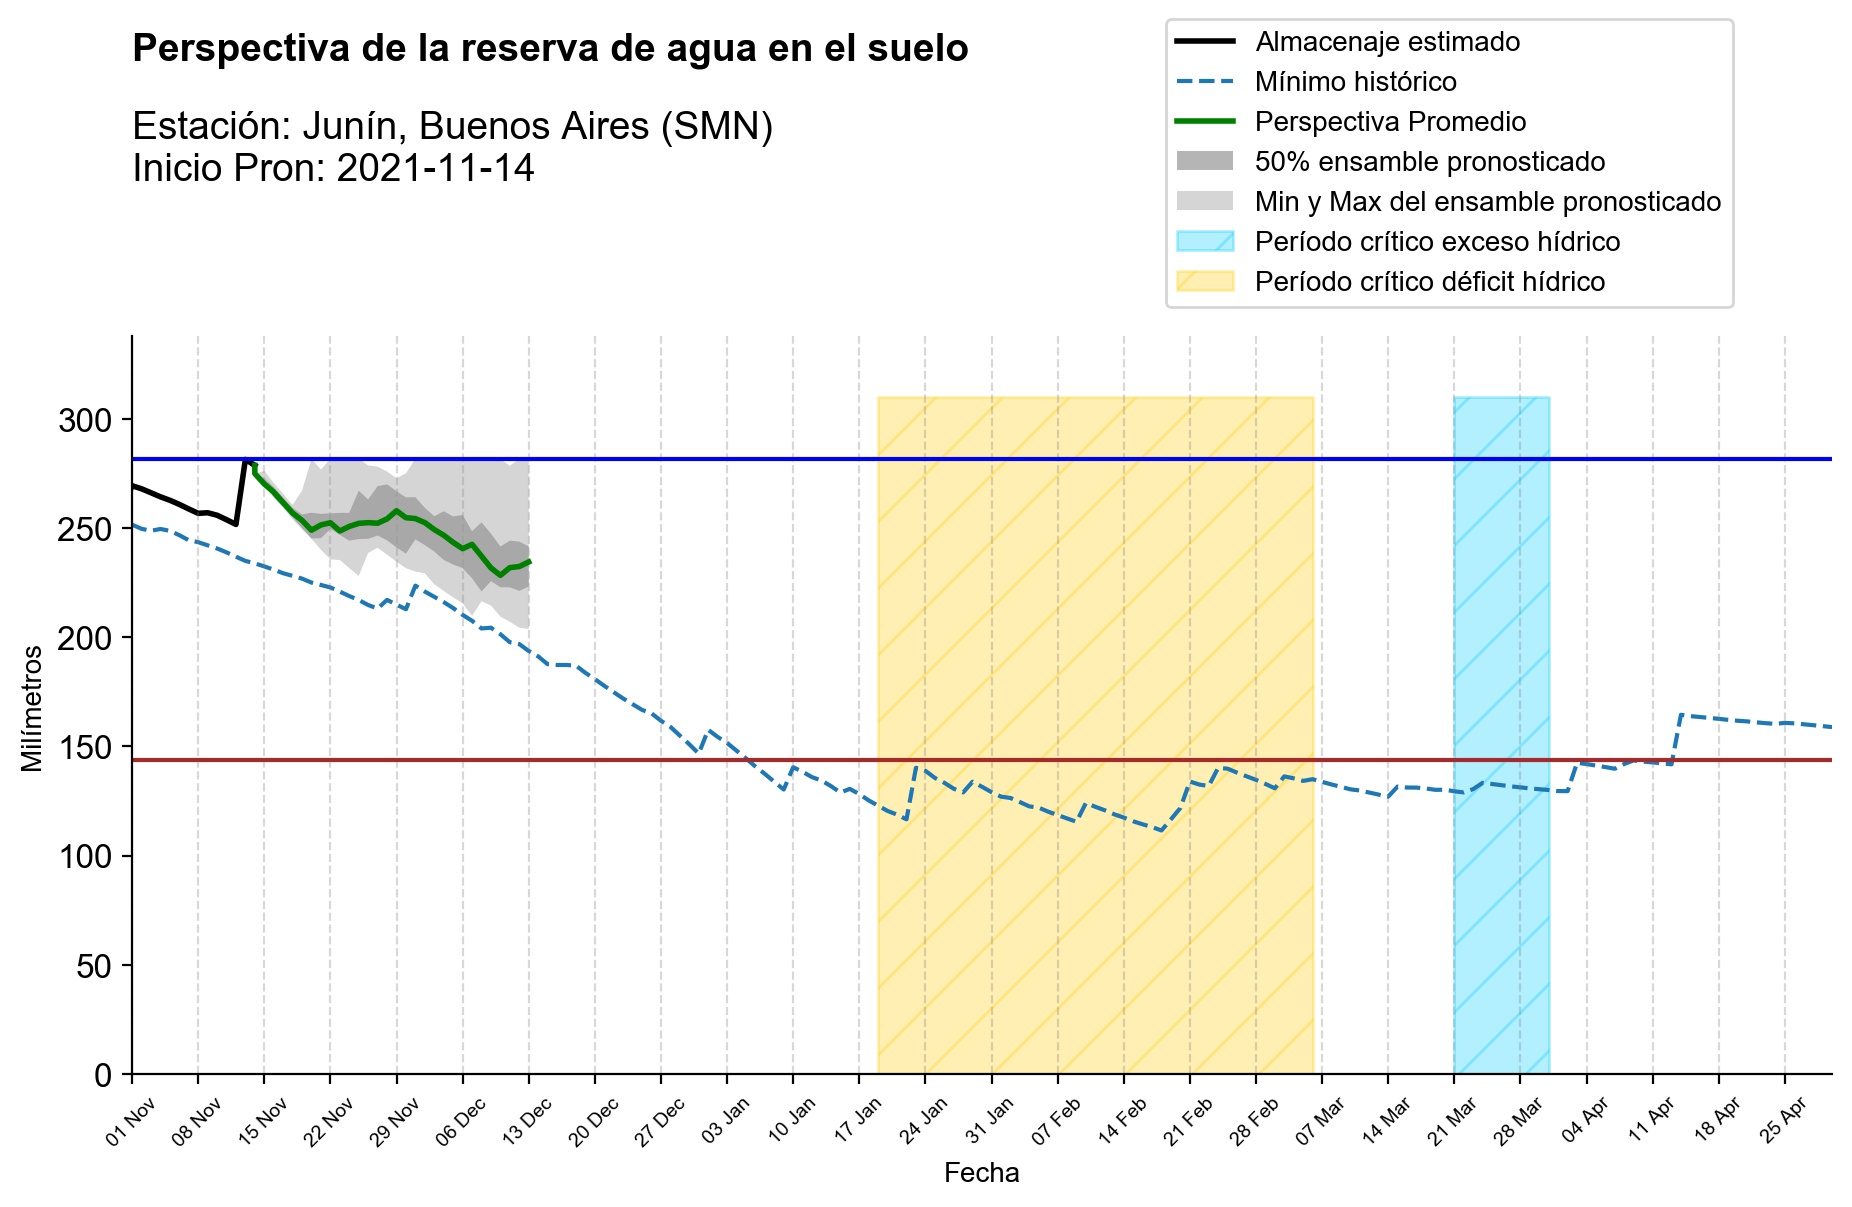 Perspectiva de la reserva de agua en el suelo
Estación: Junín, Buenos Aires (SMN)
Inicio Pron: 2021-11-14
Almacenaje estimado
Mínimo histórico
Perspectiva Promedio
50% ensamble pronosticado
Min y Max del ensamble pronosticado
Período crítico exceso hídrico
Período crítico déficit hídrico
Milímetros
300
250
200
150
100
50
0
01 Nov
08 Nov
15 Nov
22 Nov
29 Nov
06 Dec
13 Dec
20 Dec
27 Dec
03 Jan
10 Jan
17 Jan
24 Jan
31 Jan
07 Feb
14 Feb
21 Feb
28 Feb
07 Mar
14 Mar
21 Mar
28 Mar
04 Apr
11 Apr
18 Apr
25 Apr
Fecha